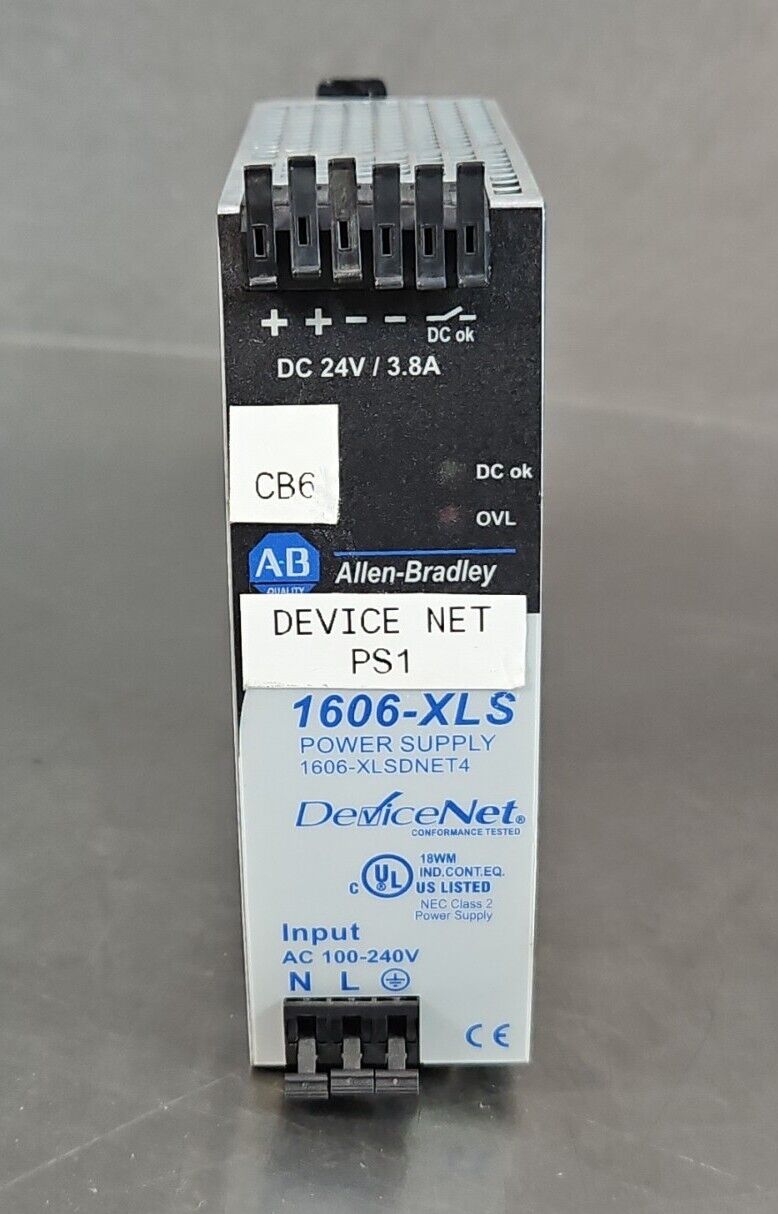 + + − −
DC ok
DC 24V / 3.8A
DC ok
CB6
OVL
A·B
QUALITY
Allen-Bradley
DEVICE NET
PS1
1606-XLS
POWER SUPPLY
1606-XLSDNET4
DeviceNet®
CONFORMANCE TESTED
18WM
IND.CONT.EQ.
C UL® US LISTED
NEC Class 2
Power Supply
Input
AC 100-240V
N L
CE